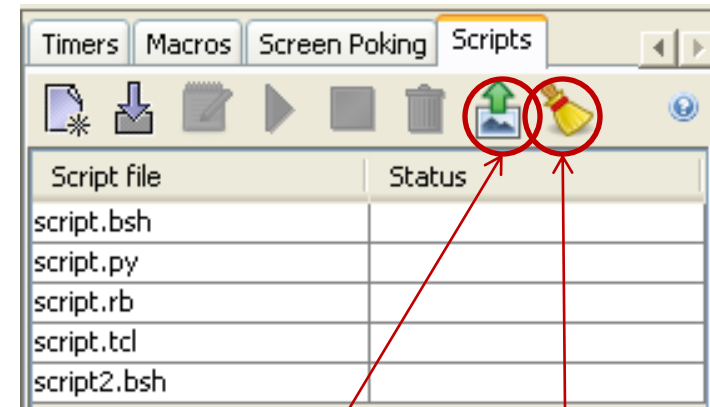 Timers Macros Screen Poking Scripts
Script file Status
script.bsh
script.py
script.rb
script.tcl
script2.bsh